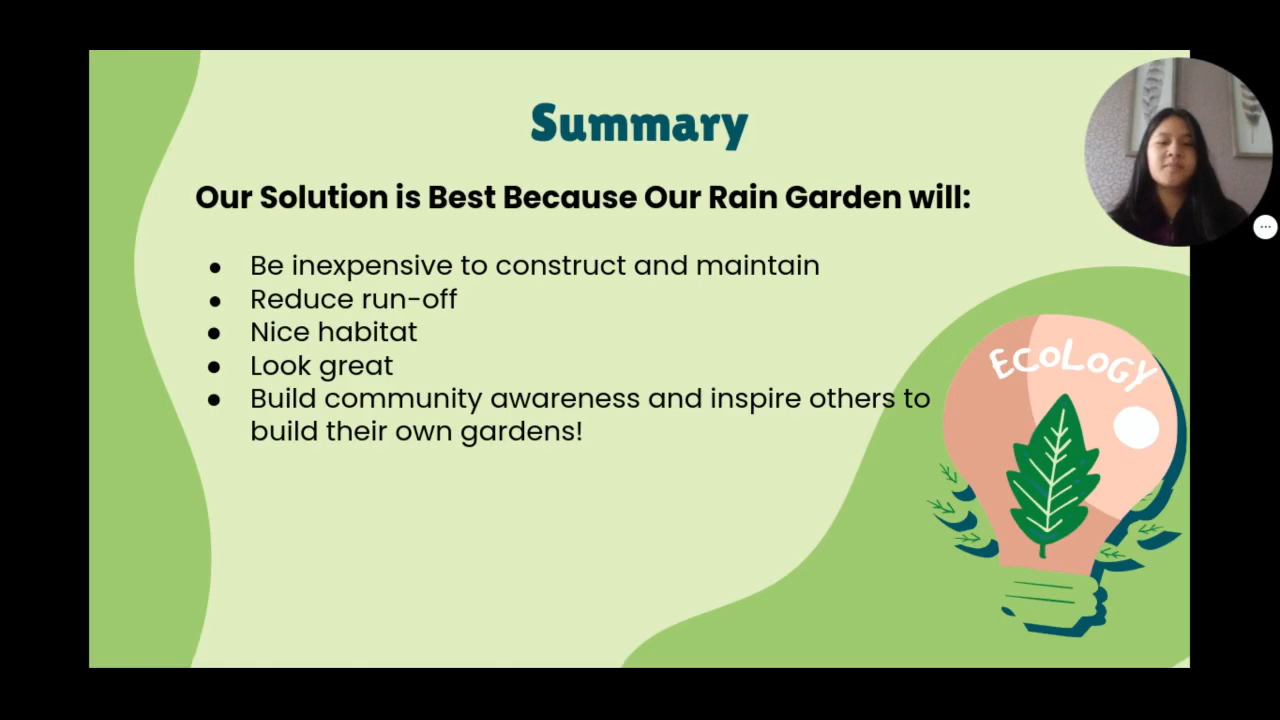 Summary
Our Solution is Best Because Our Rain Garden will:
● Be inexpensive to construct and maintain
● Reduce run-off
● Nice habitat
● Look great
● Build community awareness and inspire others to
build their own gardens!
ECOLOGY